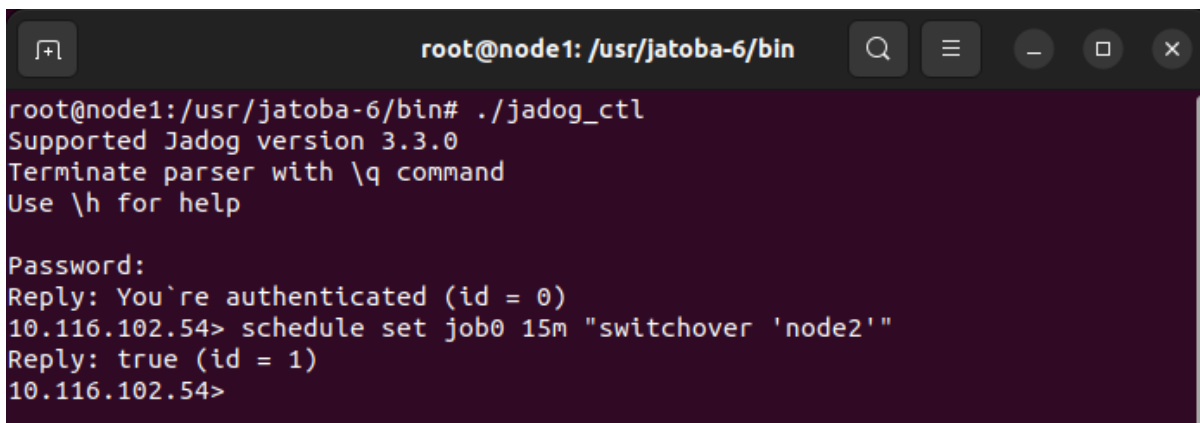 root@node1: /usr/jatoba-6/bin
root@node1:/usr/jatoba-6/bin# ./jadog_ctl
Supported Jadog version 3.3.0
Terminate parser with \q command
Use \h for help
Password:
Reply: You`re authenticated (id = 0)
10.116.102.54> schedule set job0 15m "switchover 'node2'"
Reply: true (id = 1)
10.116.102.54>